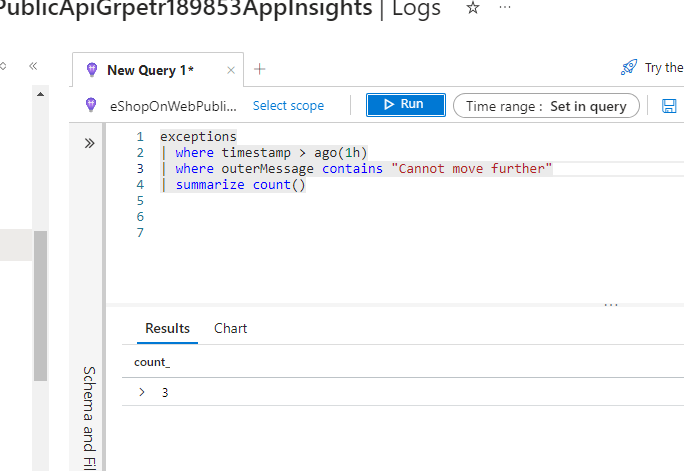 PublicApiGrpetr189853AppInsights | Logs
New Query 1*
Try the
eShopOnWebPubli... Select scope Run Time range : Set in query
1 exceptions
2 | where timestamp > ago(1h)
3 | where outerMessage contains "Cannot move further"
4 | summarize count()
5
6
7
Results Chart
count_
3
Schema and Fil